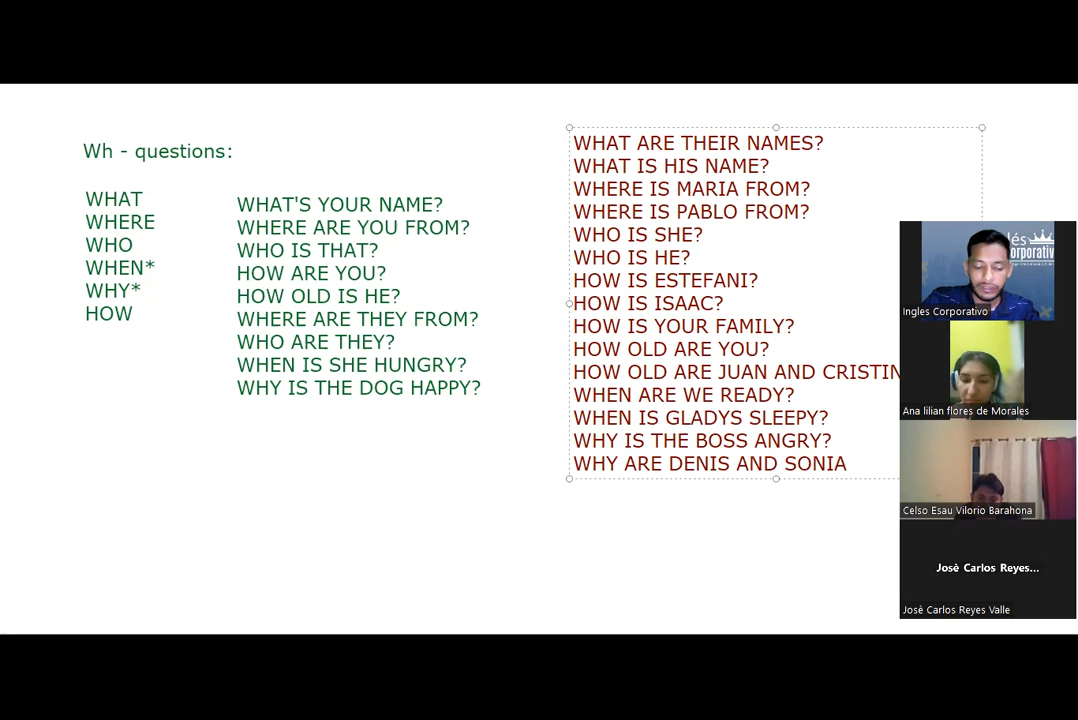 Wh - questions:
WHAT
WHERE
WHO
WHEN*
WHY*
HOW
WHAT'S YOUR NAME?
WHERE ARE YOU FROM?
WHO IS THAT?
HOW ARE YOU?
HOW OLD IS HE?
WHERE ARE THEY FROM?
WHO ARE THEY?
WHEN IS SHE HUNGRY?
WHY IS THE DOG HAPPY?
WHAT ARE THEIR NAMES?
WHAT IS HIS NAME?
WHERE IS MARIA FROM?
WHERE IS PABLO FROM?
WHO IS SHE?
WHO IS HE?
HOW IS ESTEFANI?
HOW IS ISAAC?
HOW IS YOUR FAMILY?
HOW OLD ARE YOU?
HOW OLD ARE JUAN AND CRISTIN
WHEN ARE WE READY?
WHEN IS GLADYS SLEEPY?
WHY IS THE BOSS ANGRY?
WHY ARE DENIS AND SONIA
Ingles Corporativo
Ana lilian flores de Morales
Celso Esau Vilorio Barahona
Josè Carlos Reyes...
Josè Carlos Reyes Valle